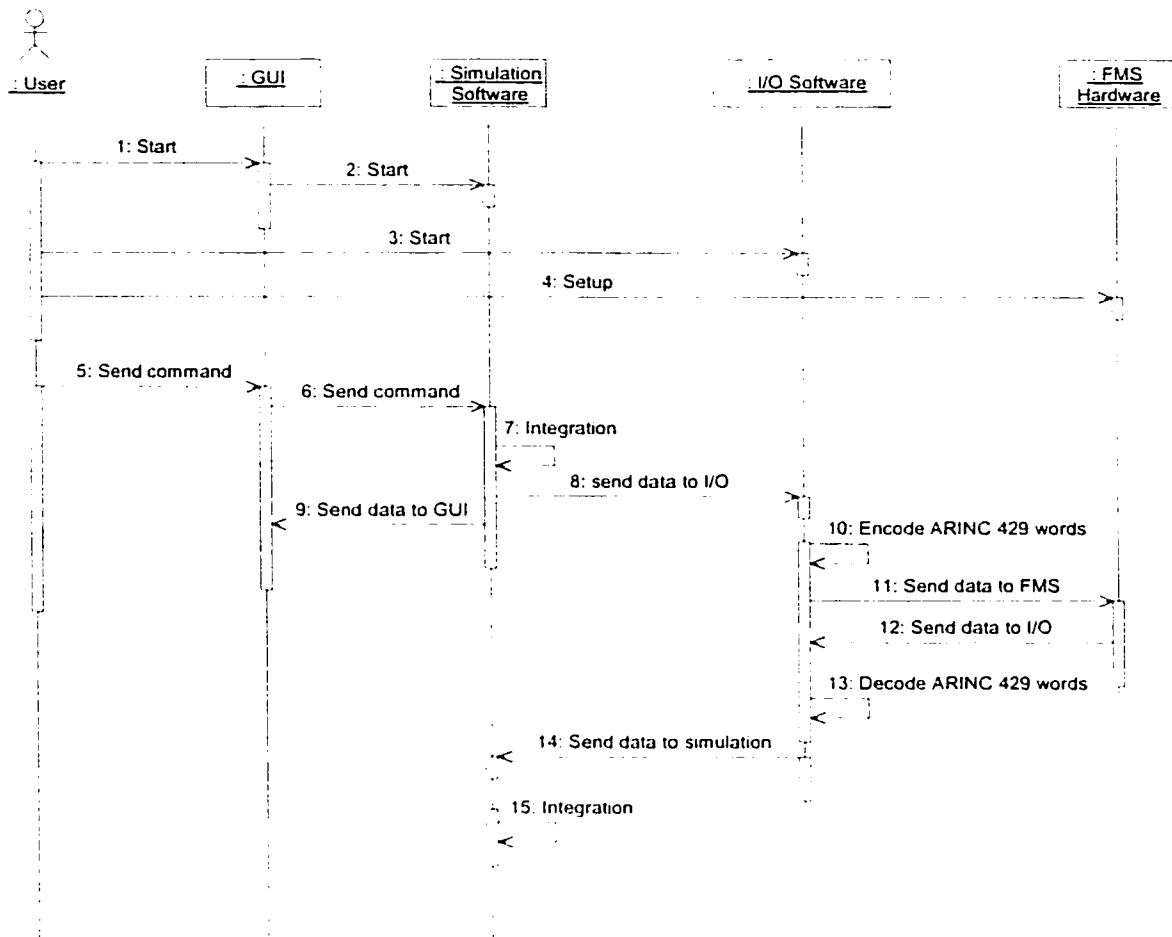 : User
: GUI
: Simulation
Software
: I/O Software
: FMS
Hardware
1: Start
2: Start
3: Start
4: Setup
5: Send command
6: Send command
7: Integration
8: send data to I/O
9: Send data to GUI
10: Encode ARINC 429 words
11: Send data to FMS
12: Send data to I/O
13: Decode ARINC 429 words
14: Send data to simulation
15: Integration